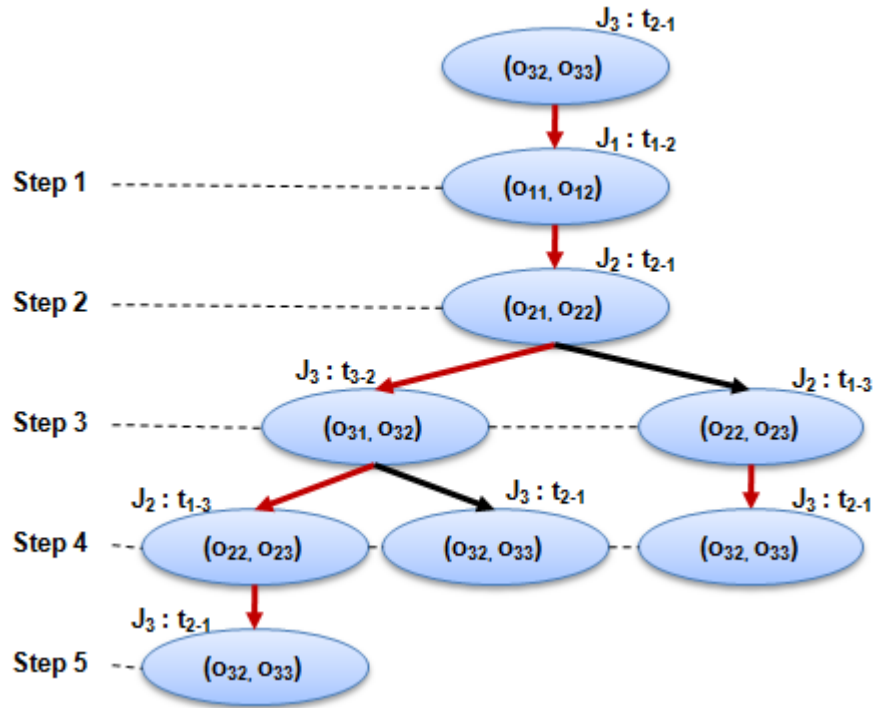 J₃ : t₂₋₁
(o₃₂, o₃₃)
J₁ : t₁₋₂
Step 1
(o₁₁, o₁₂)
J₂ : t₂₋₁
Step 2
(o₂₁, o₂₂)
J₃ : t₃₋₂
J₂ : t₁₋₃
Step 3
(o₃₁, o₃₂)
(o₂₂, o₂₃)
J₂ : t₁₋₃
J₃ : t₂₋₁
J₃ : t₂₋₁
Step 4
(o₂₂, o₂₃)
(o₃₂, o₃₃)
(o₃₂, o₃₃)
J₃ : t₂₋₁
Step 5
(o₃₂, o₃₃)